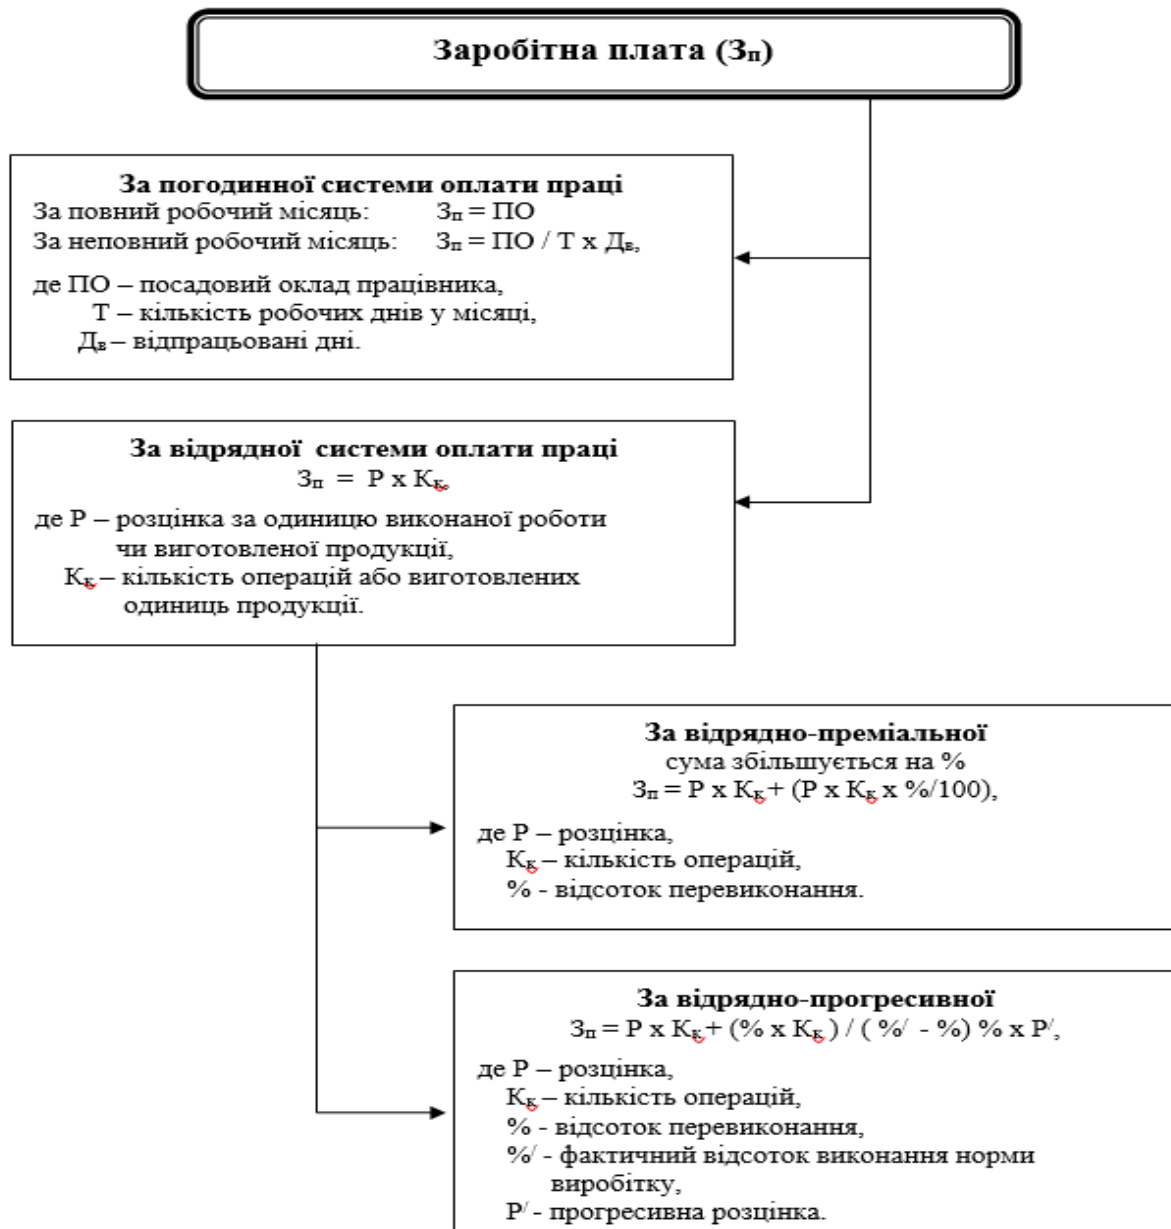 Заробітна плата (Зп)
За погодинної системи оплати праці
За повний робочий місяць: Зп = ПО
За неповний робочий місяць: Зп = ПО / Т х Дв,
де ПО – посадовий оклад працівника,
Т – кількість робочих днів у місяці,
Дв – відпрацьовані дні.
За відрядної системи оплати праці
Зп = Р х Кк,
де Р – розцінка за одиницю виконаної роботи
чи виготовленої продукції,
Кк – кількість операцій або виготовлених
одиниць продукції.
За відрядно-преміальної
сума збільшується на %
Зп = Р х Кк + (Р х Кк х %/100),
де Р – розцінка,
Кк – кількість операцій,
% - відсоток перевиконання.
За відрядно-прогресивної
Зп = Р х Кк + (% х Кк ) / ( %/ - %) % х Р/,
де Р – розцінка,
Кк – кількість операцій,
% - відсоток перевиконання,
%/ - фактичний відсоток виконання норми
виробітку,
Р/ - прогресивна розцінка.